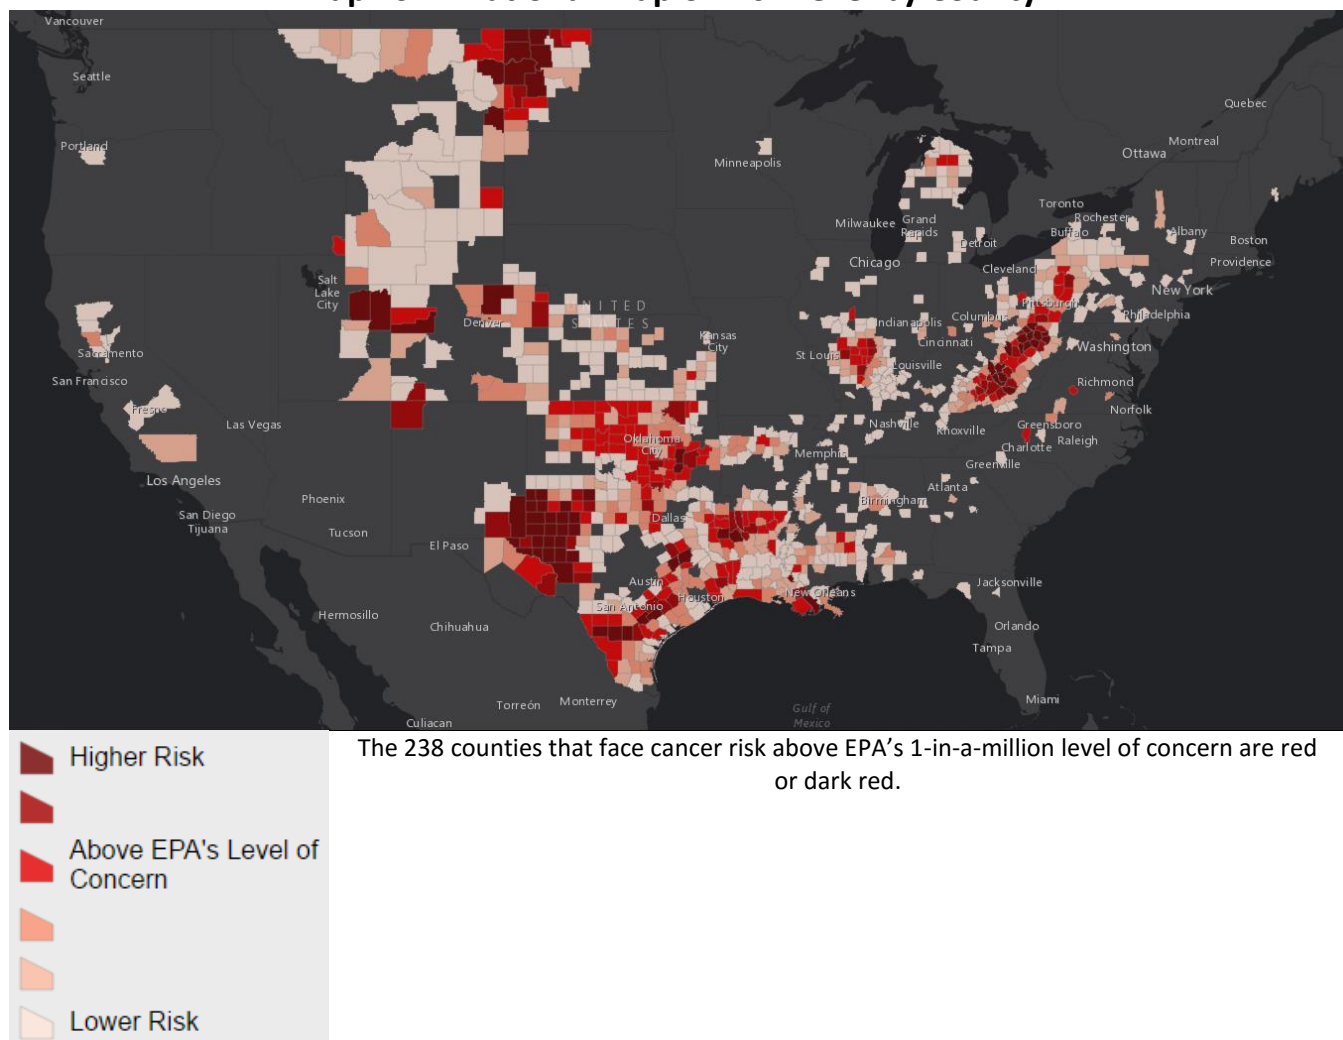 Vancouver
Seattle
Portland
Quebec
Montreal
Ottawa
Minneapolis
Toronto
Rochester
Milwaukee
Grand
Rapids
Buffalo
Albany
Detroit
Boston
Chicago
Providence
Cleveland
Salt
Lake
City
New York
UNITED
STATES
Pittsburgh
Denver
Indianapolis
Columbus
Philadelphia
Kansas
City
Cincinnati
Sacramento
St Louis
Washington
Louisville
San Francisco
Richmond
Fresno
Norfolk
Las Vegas
Nashville
Knoxville
Greensboro
Oklahoma
City
Raleigh
Charlotte
Memphis
Greenville
Los Angeles
Atlanta
Phoenix
Birmingham
San Diego
Tijuana
Dallas
Tucson
El Paso
Austin
Jacksonville
Houston
New Orleans
San Antonio
Hermosillo
Chihuahua
Orlando
Tampa
Monterrey
Torreón
Miami
Gulf of
Mexico
Culiacan
Higher Risk
Above EPA's Level of
Concern
Lower Risk
The 238 counties that face cancer risk above EPA’s 1-in-a-million level of concern are red
or dark red.